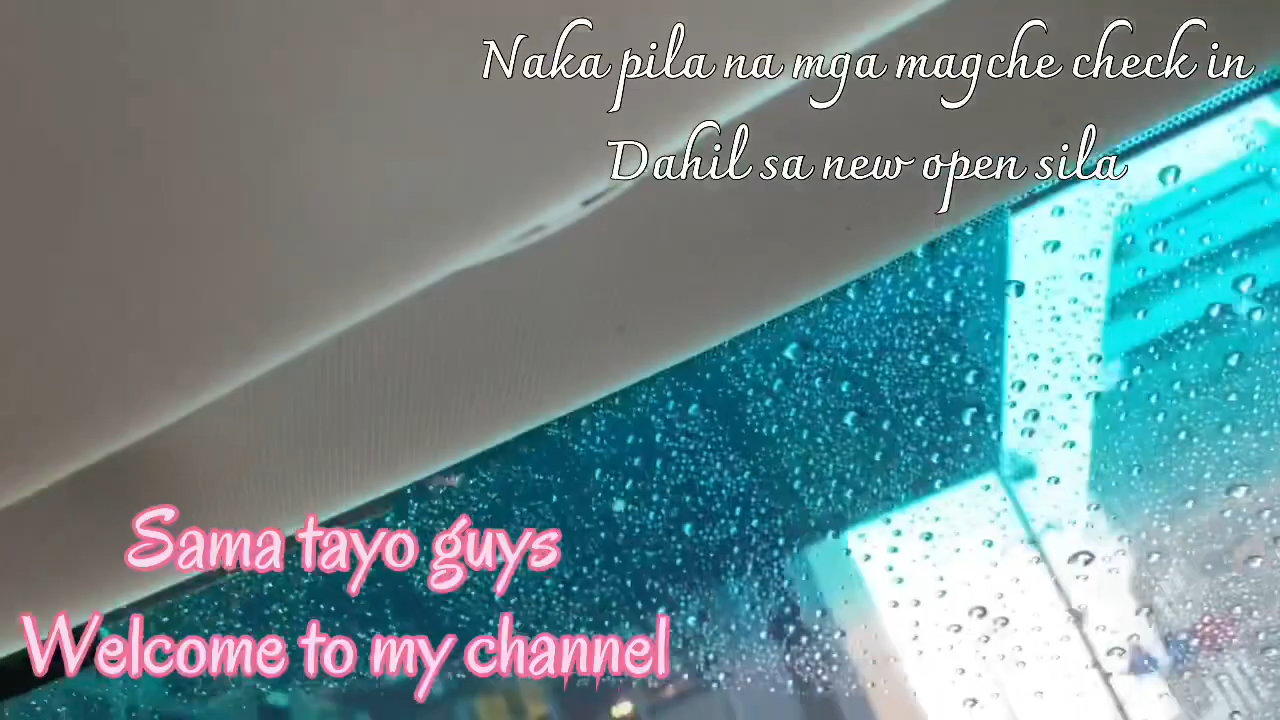 Naka pila na mga magche check in
Dahil sa new open sila
Sama tayo guys
Welcome to my channel